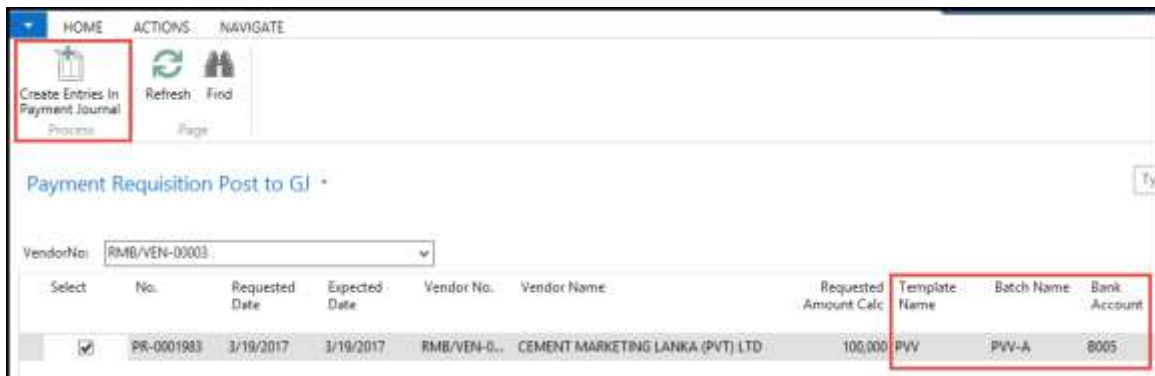 HOME ACTIONS NAVIGATE
Create Entries In Payment Journal
Refresh Find
Process Page
Payment Requisition Post to GJ
Ty
VendorNo: RMB/VEN-00003
Select No. Requested Date Expected Date Vendor No. Vendor Name Requested Amount Calc Template Name Batch Name Bank Account
PR-0001983 3/19/2017 3/19/2017 RMB/VEN-0... CEMENT MARKETING LANKA (PVT) LTD 100,000 PVV PVV-A B005